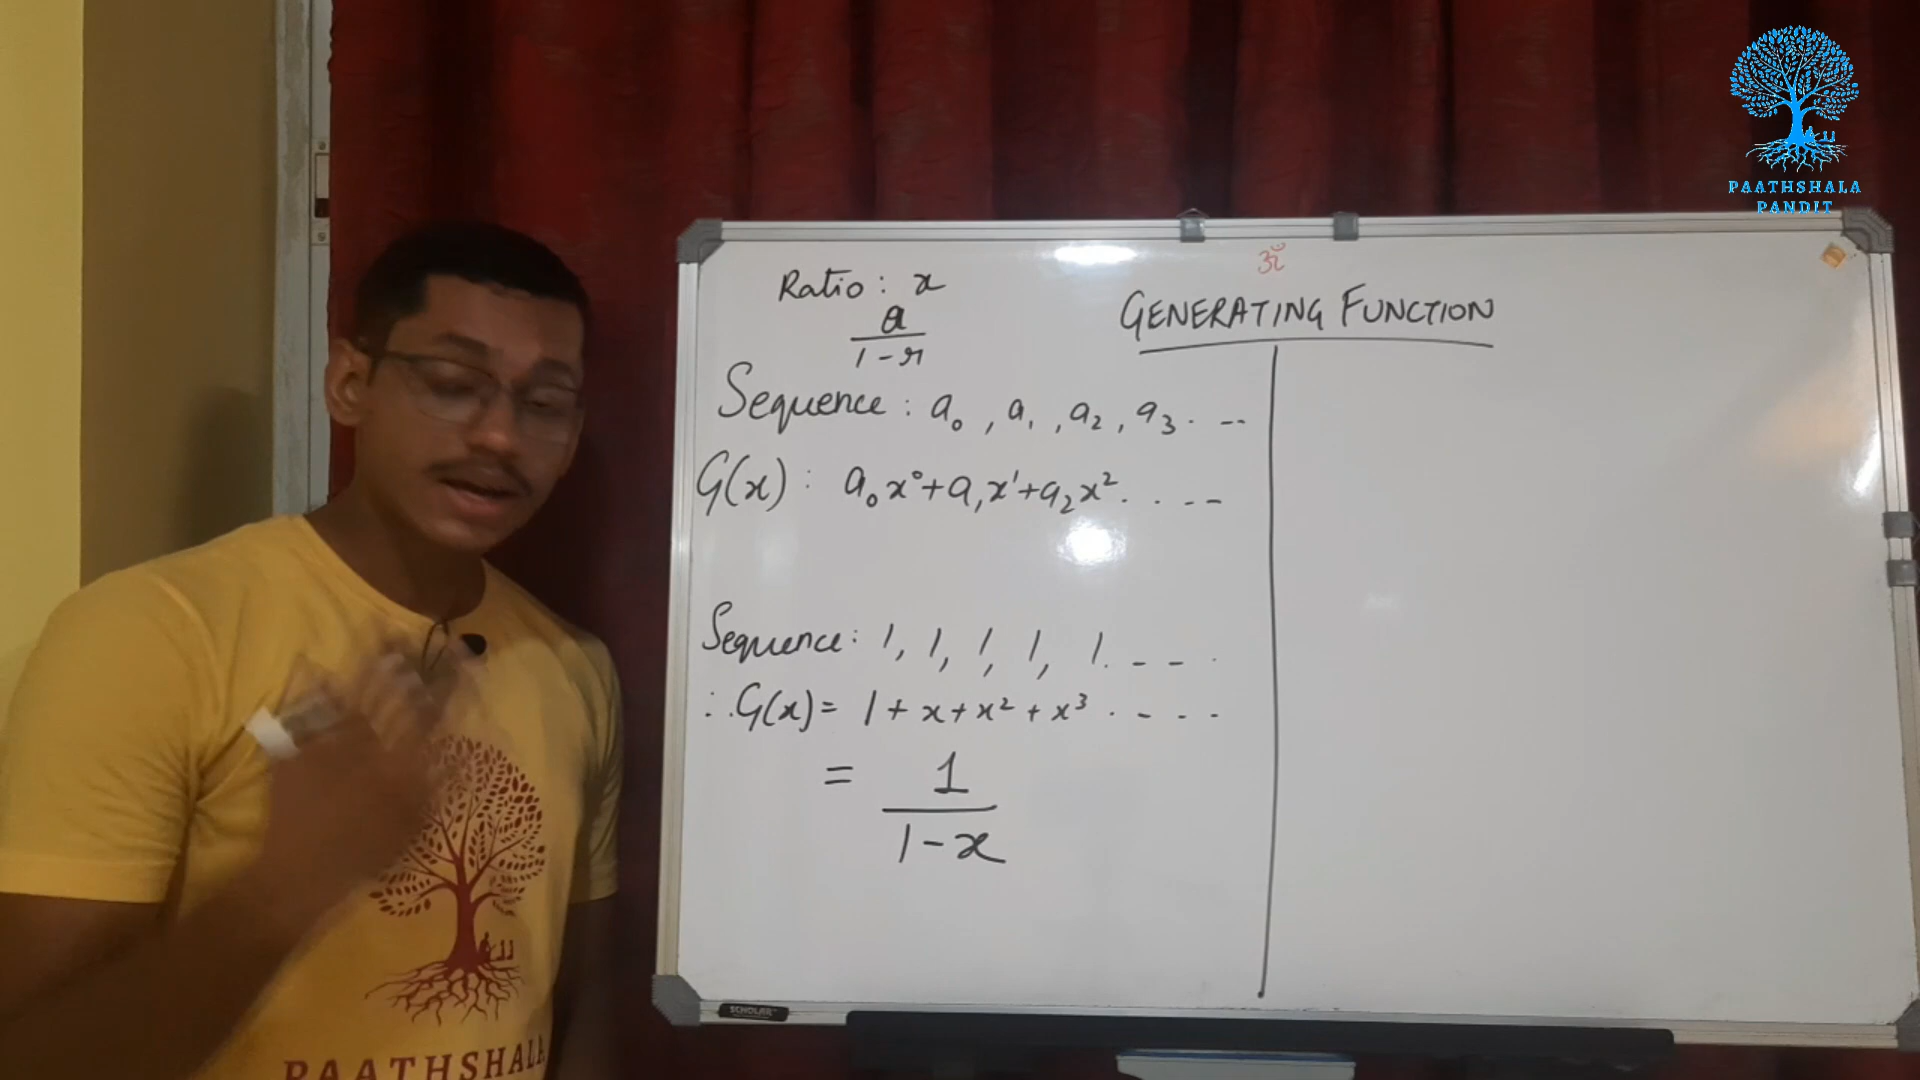 PAATHSHALA
PANDIT
ॐ
GENERATING FUNCTION
Ratio : x
a
1 - r
Sequence : a₀ , a₁ , a₂ , a₃ . --
G(x) : a₀x⁰+a₁x¹+a₂x² . . --
Sequence : 1, 1, 1, 1, 1. -- .
∴ G(x) = 1 + x + x² + x³ . - - .
= 1
1 - x
SCHOLAR
PAATHSHALA